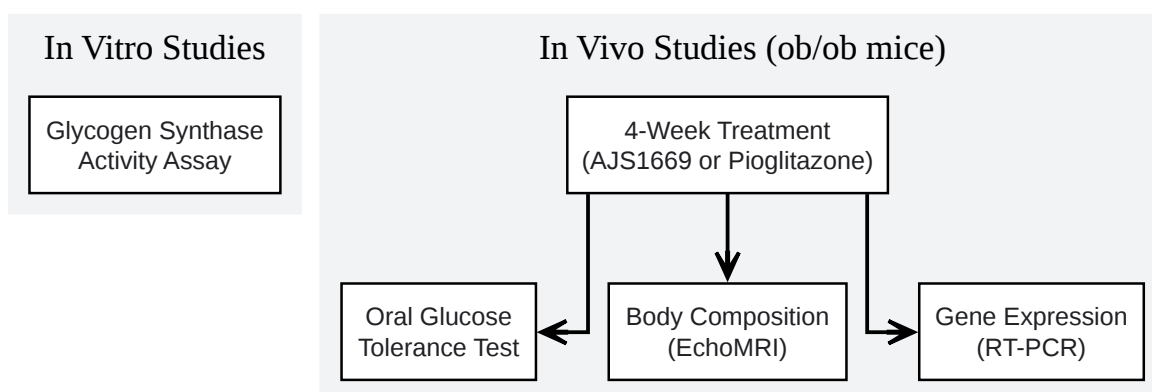 In Vitro Studies
Glycogen Synthase
Activity Assay
In Vivo Studies (ob/ob mice)
4-Week Treatment
(AJS1669 or Pioglitazone)
Oral Glucose
Tolerance Test
Body Composition
(EchoMRI)
Gene Expression
(RT-PCR)